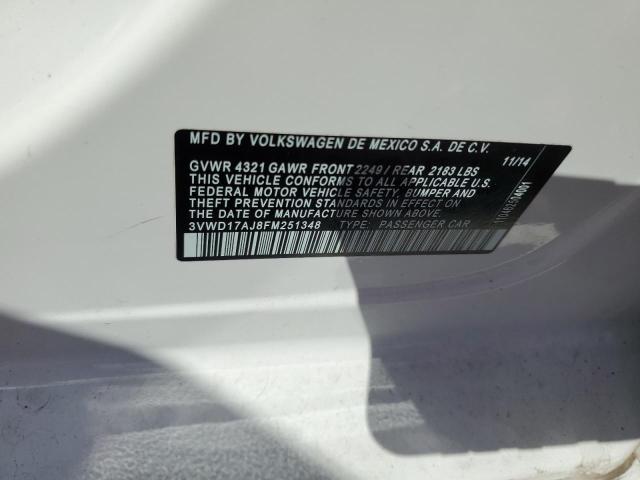 MFD BY VOLKSWAGEN DE MEXICO S.A. DE C.V.
11/14
GVWR 4321 GAWR FRONT 2249 / REAR 2183 LBS
THIS VEHICLE CONFORMS TO ALL APPLICABLE U.S.
FEDERAL MOTOR VEHICLE SAFETY, BUMPER AND
THEFT PREVENTION STANDARDS IN EFFECT ON
THE DATE OF MANUFACTURE SHOWN ABOVE.
3VWD17AJ8FM251348 TYPE: PASSENGER CAR